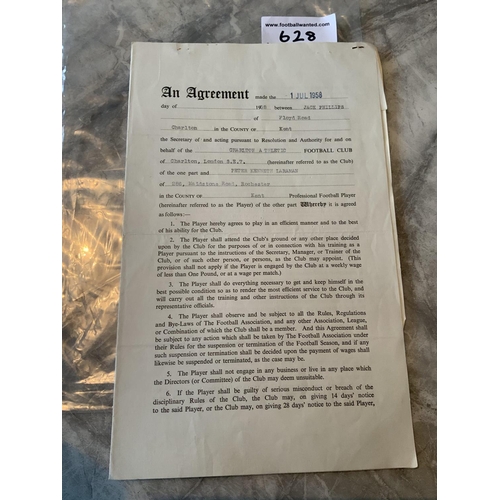 www.footballwanted.com
628
An Agreement made the 1 JUL 1958
day of 19 between JACK PHILLIPS
of Floyd Road
Charlton in the COUNTY OF Kent
the Secretary of and acting pursuant to Resolution and Authority for and on
behalf of the CHARLTON ATHLETIC FOOTBALL CLUB
of Charlton, London S.E.7. (hereinafter referred to as the Club)
of the one part and PETER KENNETH
of Maidstone Road, Rochester
in the COUNTY OF Kent Professional Football Player
(hereinafter referred to as the Player) of the other part Whereby it is agreed
as follows:—
1. The Player hereby agrees to play in an efficient manner and to the best
of his ability for the Club.
2. The Player shall attend the Club's ground or any other place decided
upon by the Club for the purposes of or in connection with his training as a
Player pursuant to the instructions of the Secretary, Manager, or Trainer of the
Club, or of such other person, or persons, as the Club may appoint. (This
provision shall not apply if the Player is engaged by the Club at a weekly wage
of less than One Pound, or at a wage per match.)
3. The Player shall do everything necessary to get and keep himself in the
best possible condition so as to render the most efficient service to the Club, and
will carry out all the training and other instructions of the Club through its
representative officials.
4. The Player shall observe and be subject to all the Rules, Regulations
and Bye-Laws of The Football Association, and any other Association, League,
or Combination of which the Club shall be a member. And this Agreement shall
be subject to any action which shall be taken by The Football Association under
their Rules for the suspension or termination of the Football Season, and if any
such suspension or termination shall be decided upon the payment of wages shall
likewise be suspended or terminated, as the case may be.
5. The Player shall not engage in any business or live in any place which
the Directors (or Committee) of the Club may deem unsuitable.
6. If the Player shall be guilty of serious misconduct or breach of the
disciplinary Rules of the Club, the Club may, on giving 14 days' notice
to the said Player, or the Club may, on giving 28 days' notice to the said Player,